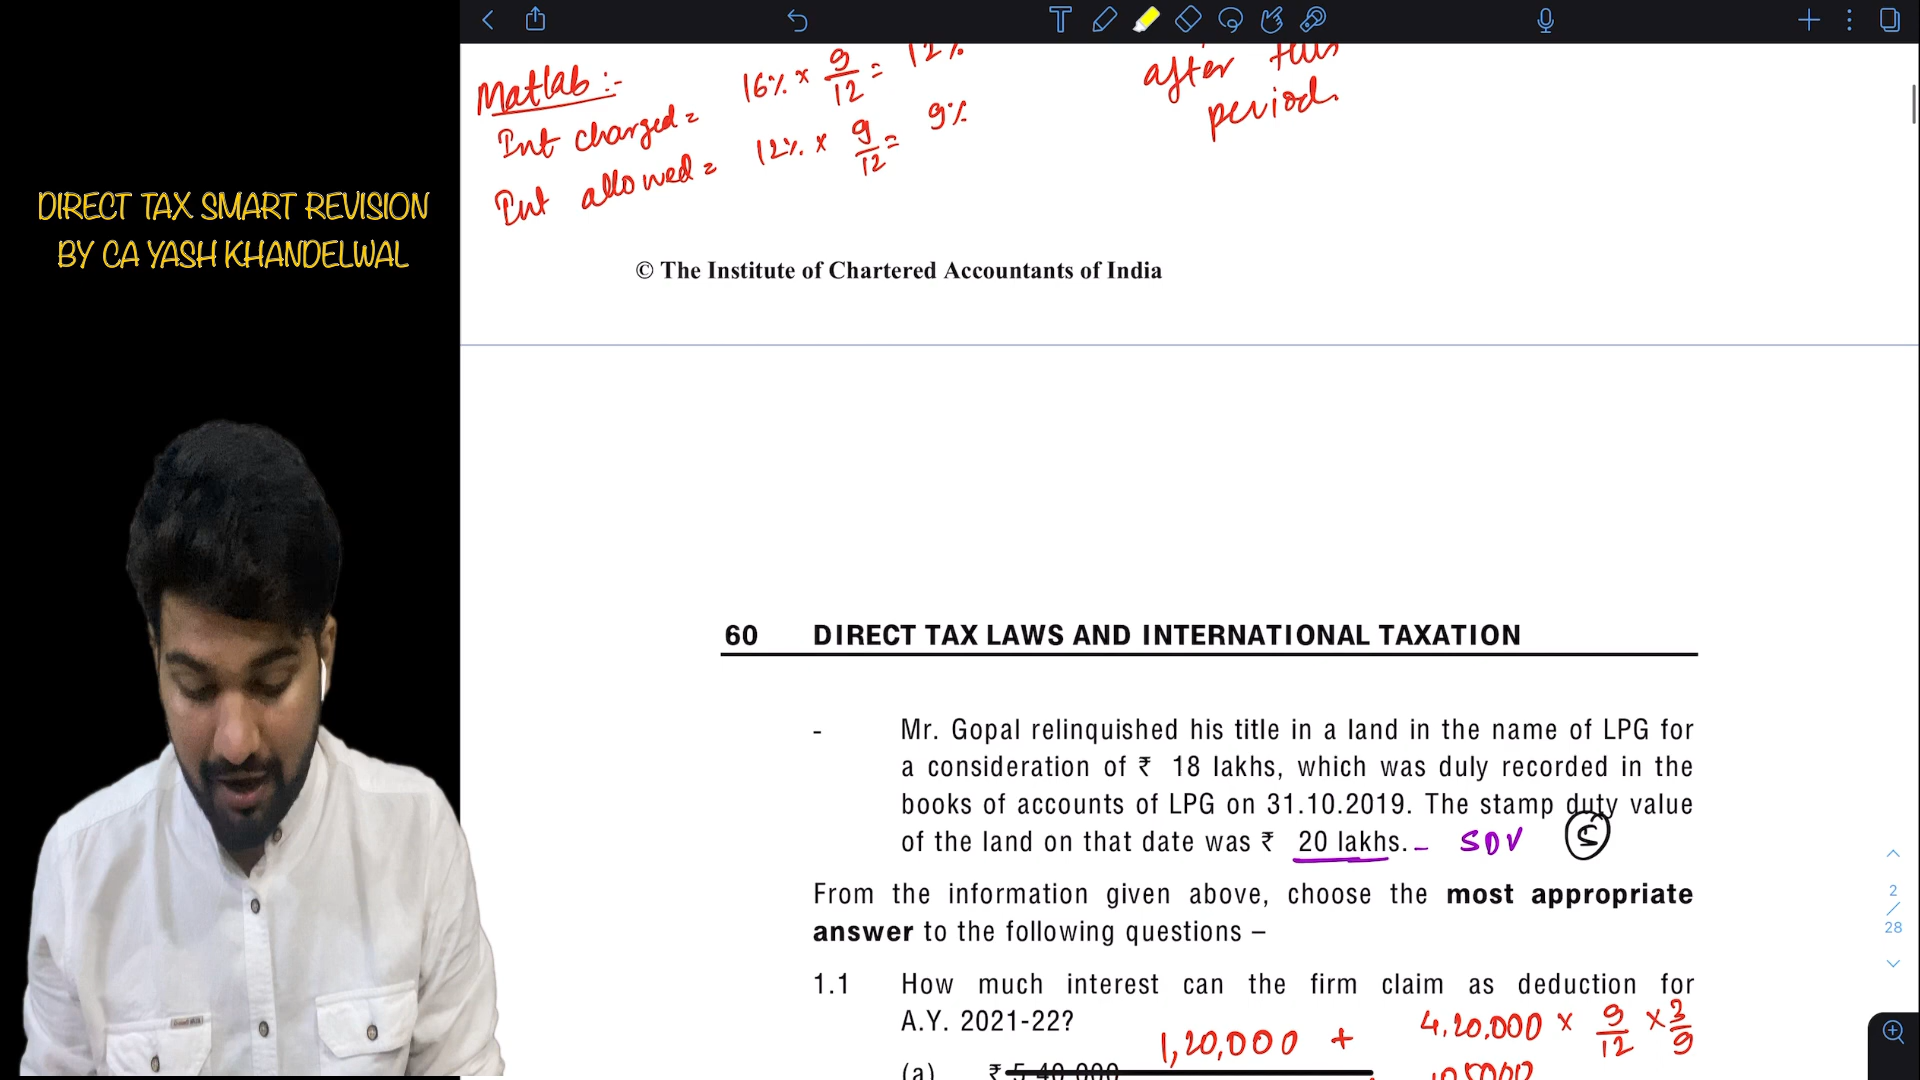 DIRECT TAX SMART REVISION
BY CA YASH KHANDELWAL
Matlab :-
Int charged = 16% × 9/12 = 12%
Int allowed = 12% × 9/12 = 9%
after this
period.
© The Institute of Chartered Accountants of India
60 DIRECT TAX LAWS AND INTERNATIONAL TAXATION
- Mr. Gopal relinquished his title in a land in the name of LPG for
a consideration of ₹ 18 lakhs, which was duly recorded in the
books of accounts of LPG on 31.10.2019. The stamp duty value
of the land on that date was ₹ 20 lakhs. – SDV S
From the information given above, choose the most appropriate
answer to the following questions –
1.1 How much interest can the firm claim as deduction for
A.Y. 2021-22?
1,20,000 + 4,20,000 × 9/12 × 3/9
(a) ₹ 5,40,000
2
/
28